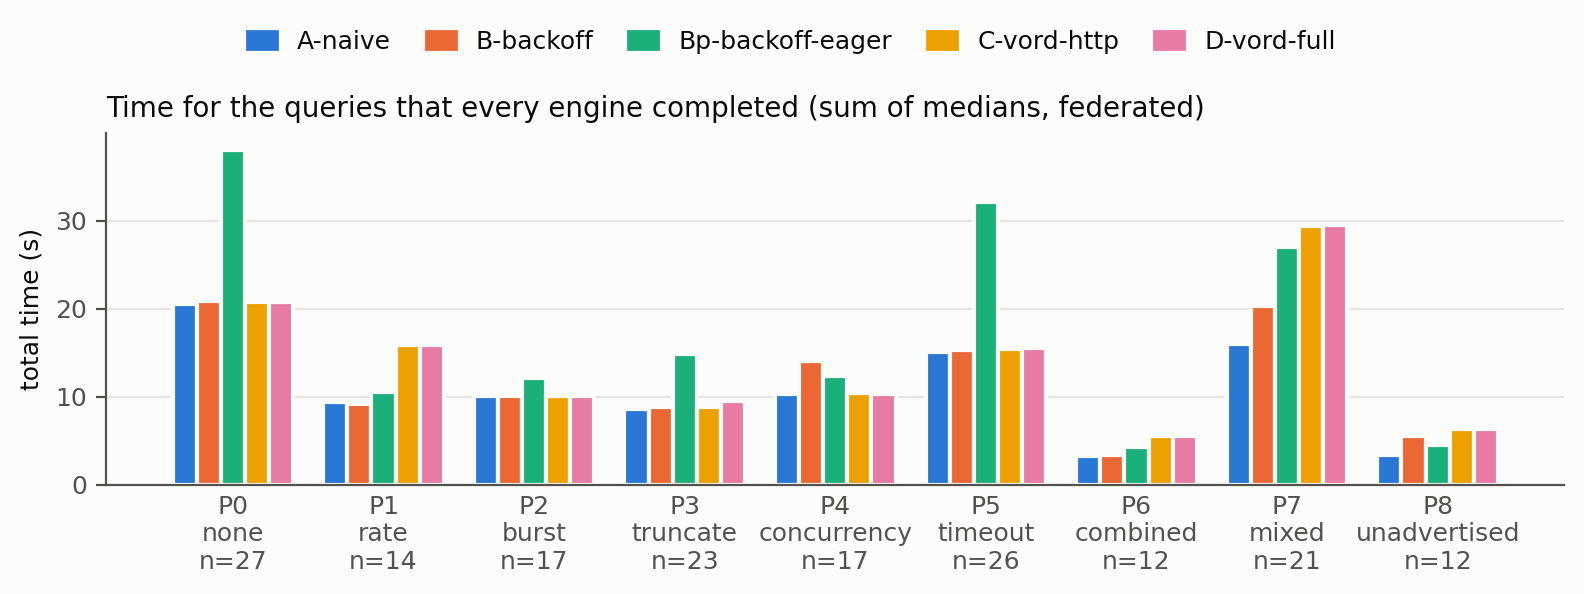 A-naive B-backoff Bp-backoff-eager C-vord-http D-vord-full
Time for the queries that every engine completed (sum of medians, federated)
total time (s)
30
20
10
0
P0 P1 P2 P3 P4 P5 P6 P7 P8
none rate burst truncate concurrency timeout combined mixed unadvertised
n=27 n=14 n=17 n=23 n=17 n=26 n=12 n=21 n=12